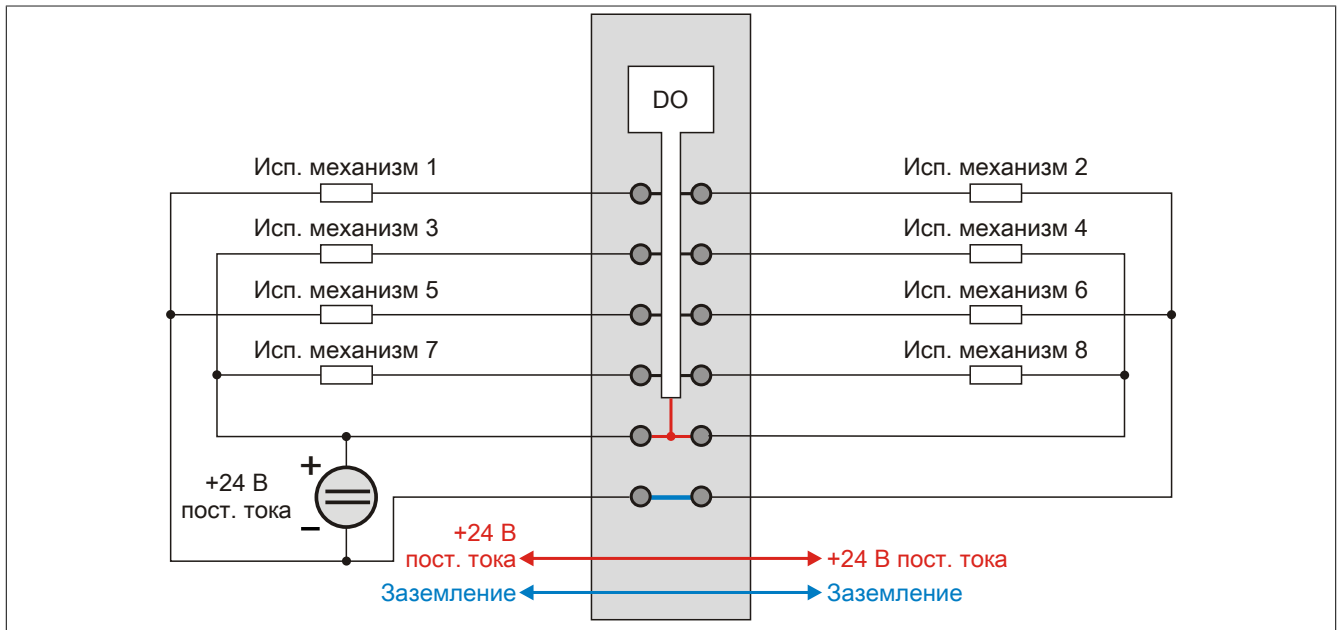 DO
Исп. механизм 1
Исп. механизм 2
Исп. механизм 3
Исп. механизм 4
Исп. механизм 5
Исп. механизм 6
Исп. механизм 7
Исп. механизм 8
+
+24 В
пост. тока
−
+24 В
пост. тока
+24 В пост. тока
Заземление
Заземление